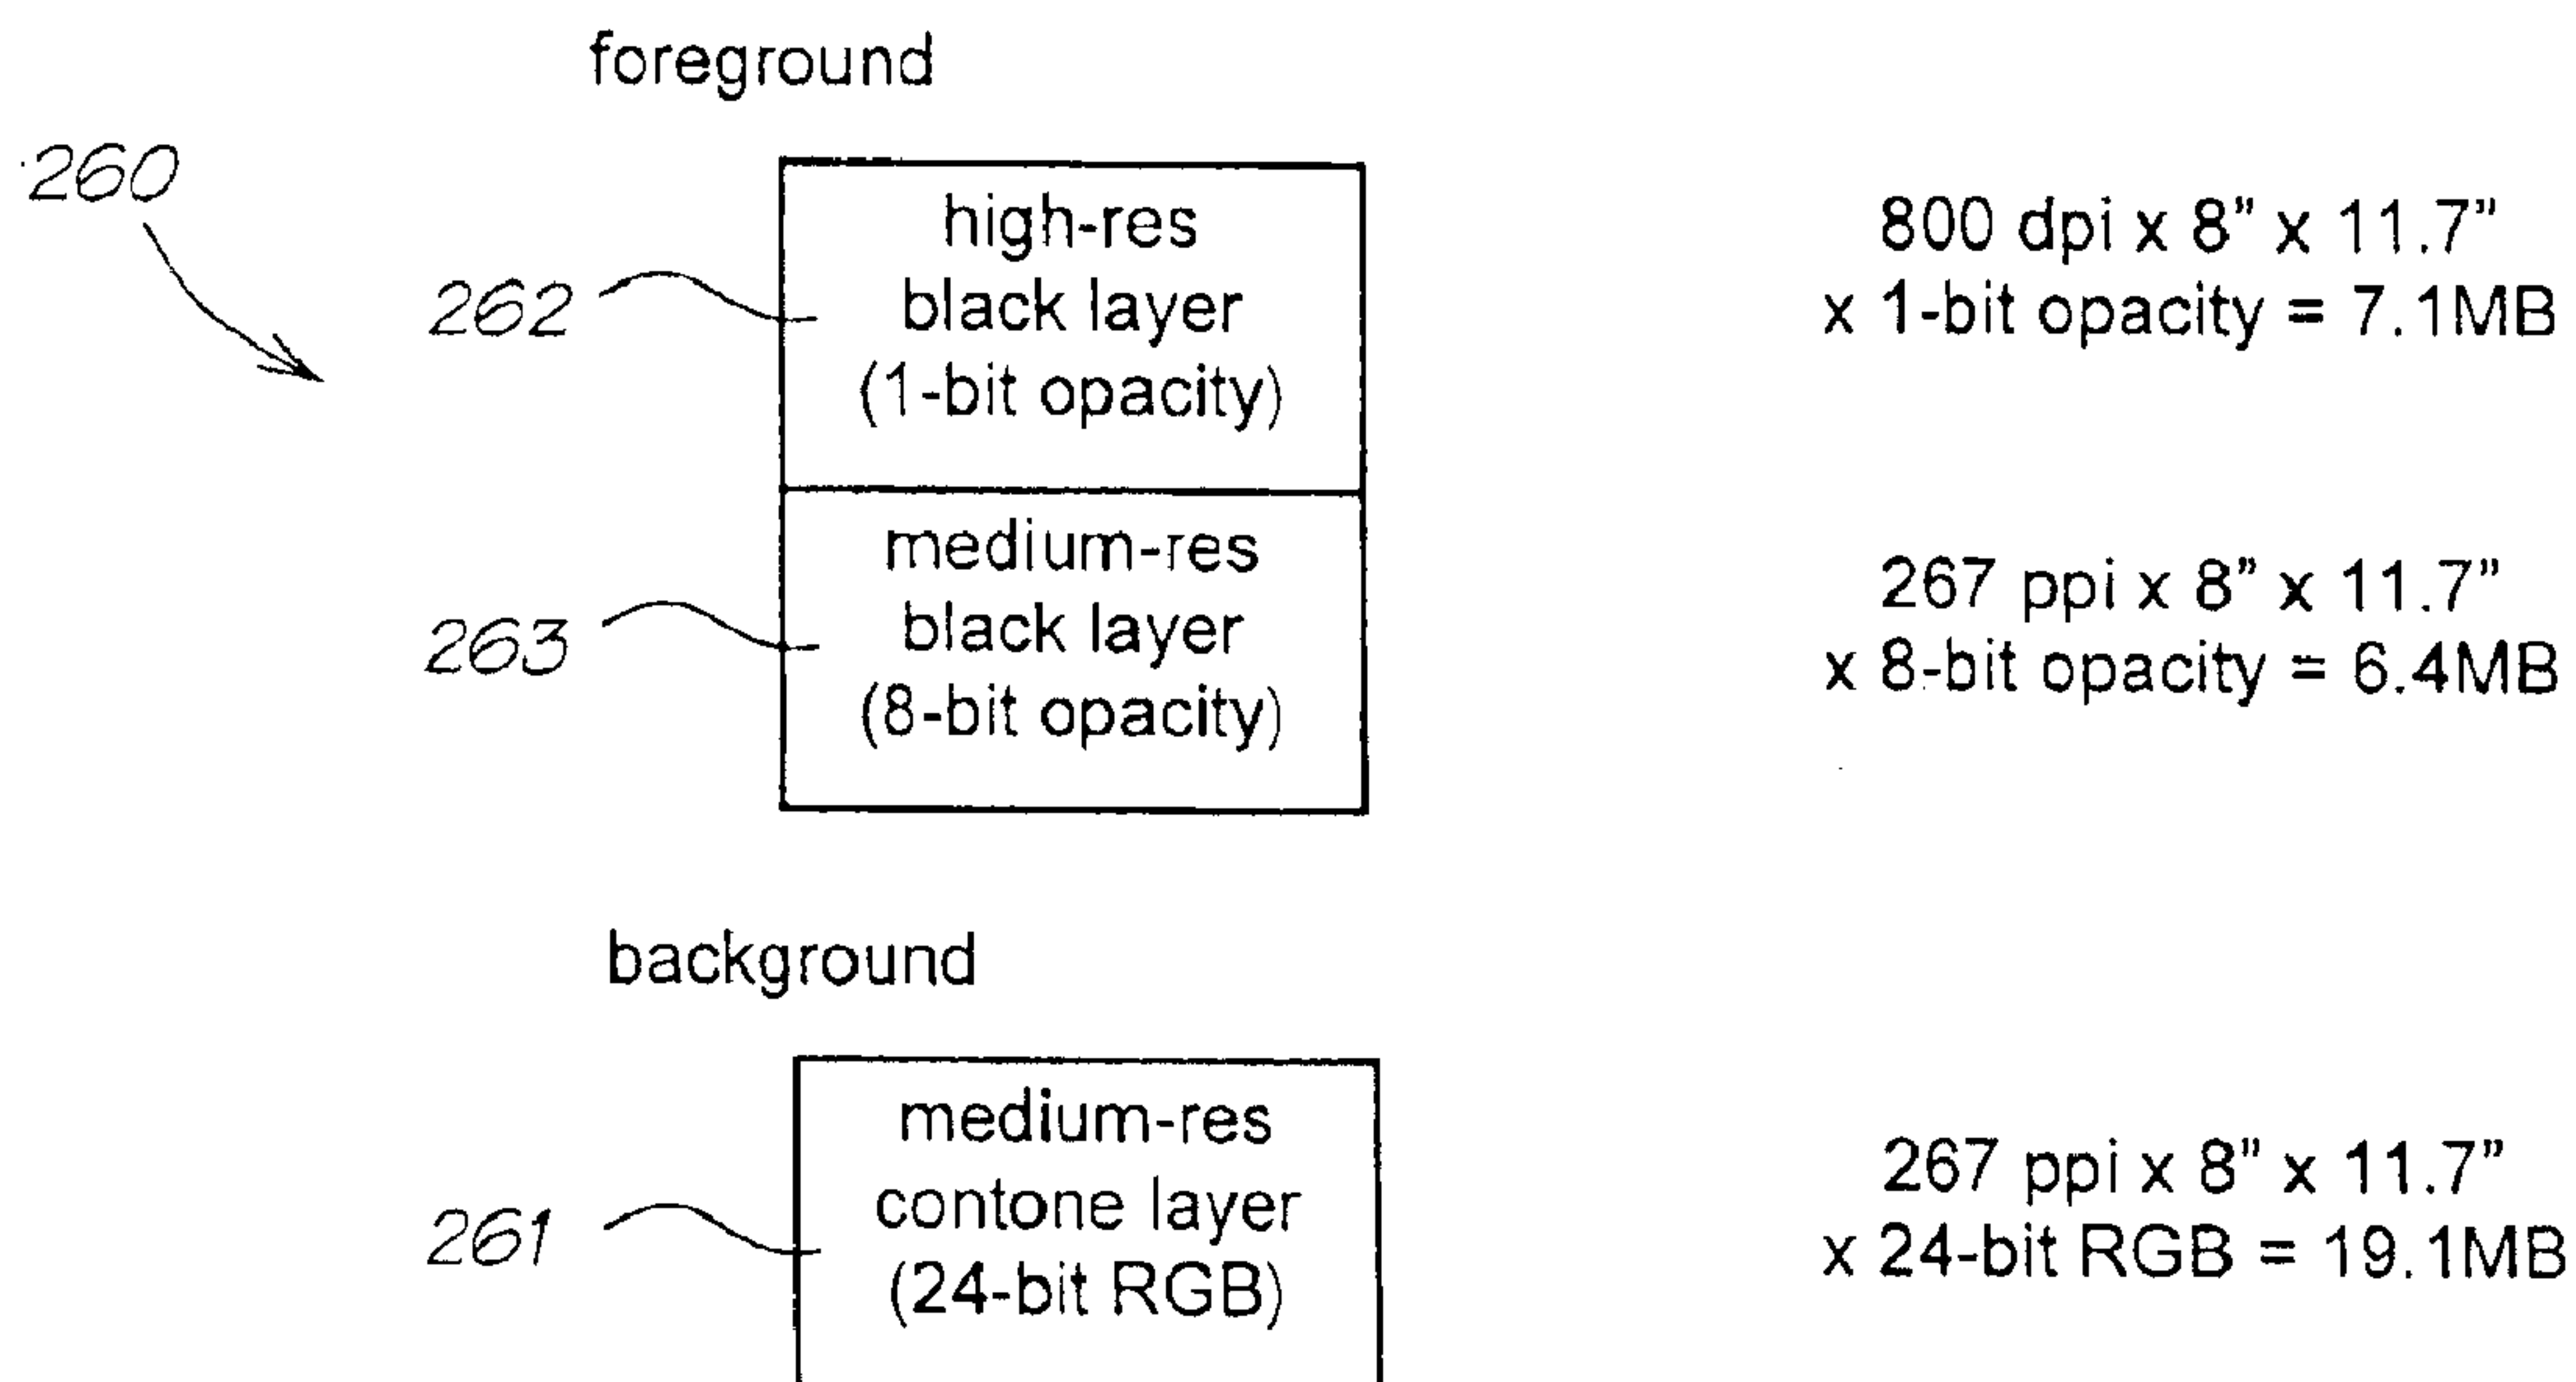 foreground
260
262
high-res
black layer
(1-bit opacity)
800 dpi x 8” x 11.7”
x 1-bit opacity = 7.1MB
263
medium-res
black layer
(8-bit opacity)
267 ppi x 8” x 11.7”
x 8-bit opacity = 6.4MB
background
261
medium-res
contone layer
(24-bit RGB)
267 ppi x 8” x 11.7”
x 24-bit RGB = 19.1MB